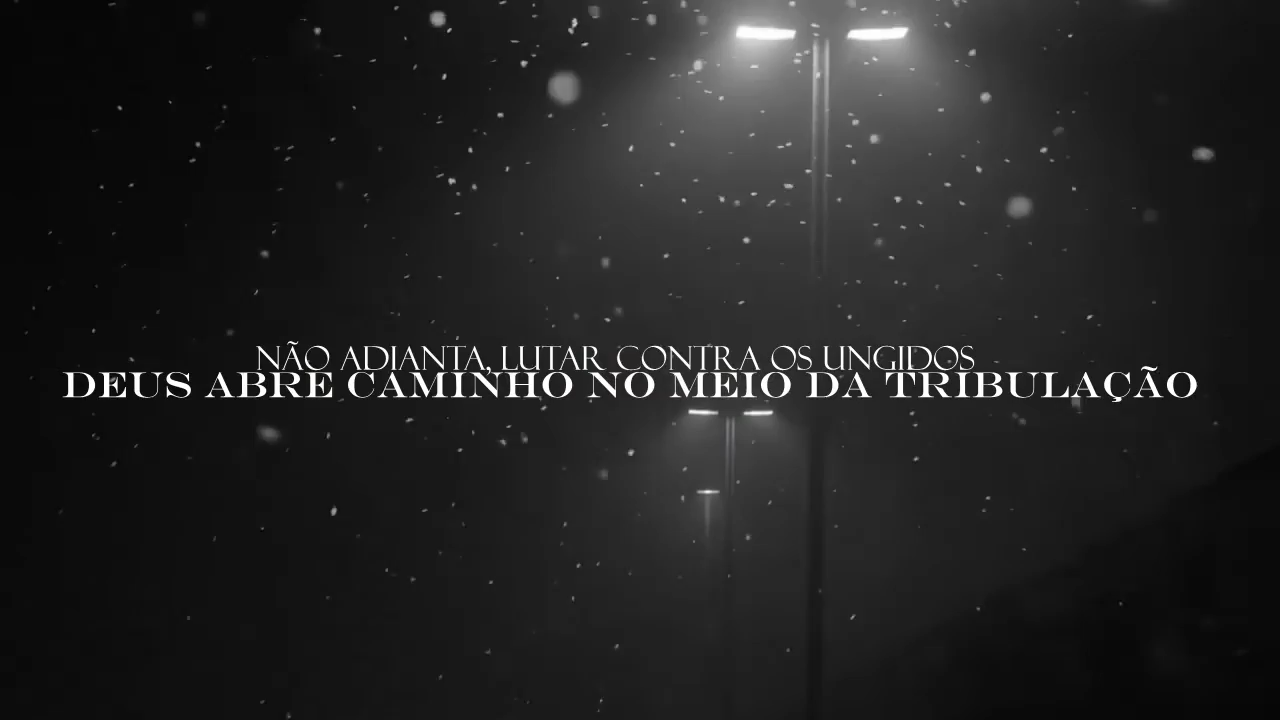 NÃO ADIANTA, LUTAR CONTRA OS UNGIDOS
DEUS ABRE CAMINHO NO MEIO DA TRIBULAÇÃO